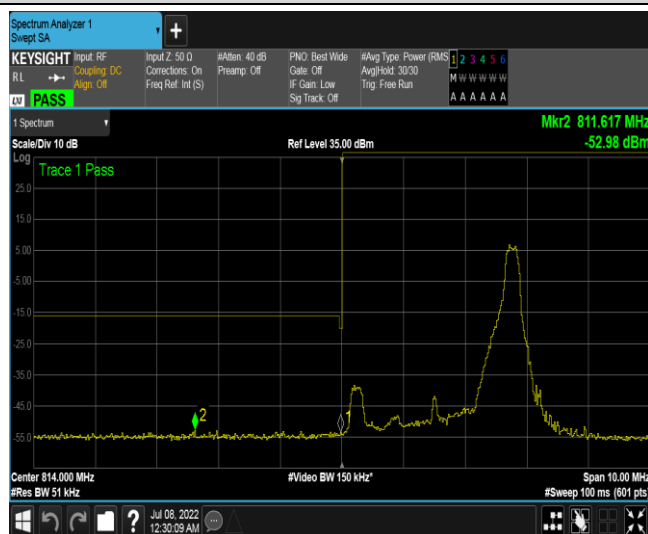 Spectrum Analyzer 1
Swept SA
+
KEYSIGHT
RL
LXI PASS
Input: RF
Coupling: DC
Align: Off
Input Z: 50 Ω
Corrections: On
Freq Ref: Int (S)
#Atten: 40 dB
Preamp: Off
PNO: Best Wide
Gate: Off
IF Gain: Low
Sig Track: Off
#Avg Type: Power (RMS
Avg|Hold: 30/30
Trig: Free Run
1 2 3 4 5 6
M W W W W W
A A A A A A
1 Spectrum
Mkr2 811.617 MHz
Scale/Div 10 dB
Ref Level 35.00 dBm
-52.98 dBm
Log
Trace 1 Pass
25.0
15.0
5.00
-5.00
-15.0
-25.0
-35.0
-45.0
-55.0
2
1
Center 814.000 MHz
#Video BW 150 kHz*
Span 10.00 MHz
#Res BW 51 kHz
#Sweep 100 ms (601 pts)
?
Jul 08, 2022
12:30:09 AM